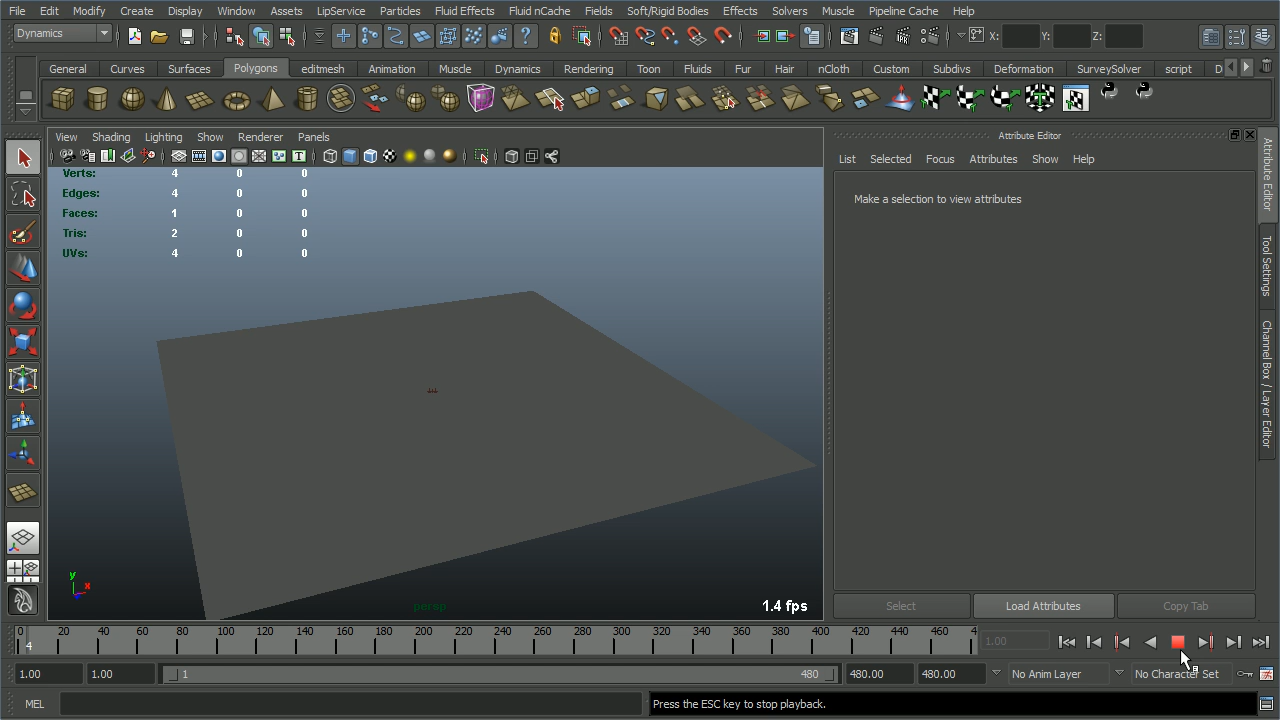 File Edit Modify Create Display Window Assets LipService Particles Fluid Effects Fluid nCache Fields Soft/Rigid Bodies Effects Solvers Muscle Pipeline Cache Help
Dynamics X: Y: Z:
General Curves Surfaces Polygons editmesh Animation Muscle Dynamics Rendering Toon Fluids Fur Hair nCloth Custom Subdivs Deformation SurveySolver script D
View Shading Lighting Show Renderer Panels
Attribute Editor
List Selected Focus Attributes Show Help
Make a selection to view attributes
Verts: 4 0 0
Edges: 4 0 0
Faces: 1 0 0
Tris: 2 0 0
UVs: 4 0 0
Attribute Editor
Tool Settings
Channel Box / Layer Editor
y
x
persp
1.4 fps
Select Load Attributes Copy Tab
0 20 40 60 80 100 120 140 160 180 200 220 240 260 280 300 320 340 360 380 400 420 440 460 4
4
1.00
1.00 1.00 1 480 480.00 480.00 No Anim Layer No Character Set
MEL Press the ESC key to stop playback.